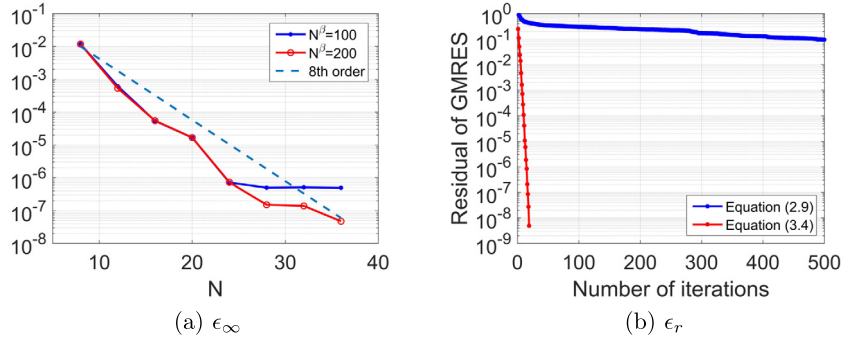 10^-1
10^-2
10^-3
10^-4
10^-5
10^-6
10^-7
10^-8
10 20 30 40
N
N^β=100
N^β=200
8th order
(a) ϵ_∞
Residual of GMRES
10^0
10^-1
10^-2
10^-3
10^-4
10^-5
10^-6
10^-7
10^-8
10^-9
0 100 200 300 400 500
Number of iterations
Equation (2.9)
Equation (3.4)
(b) ϵ_r